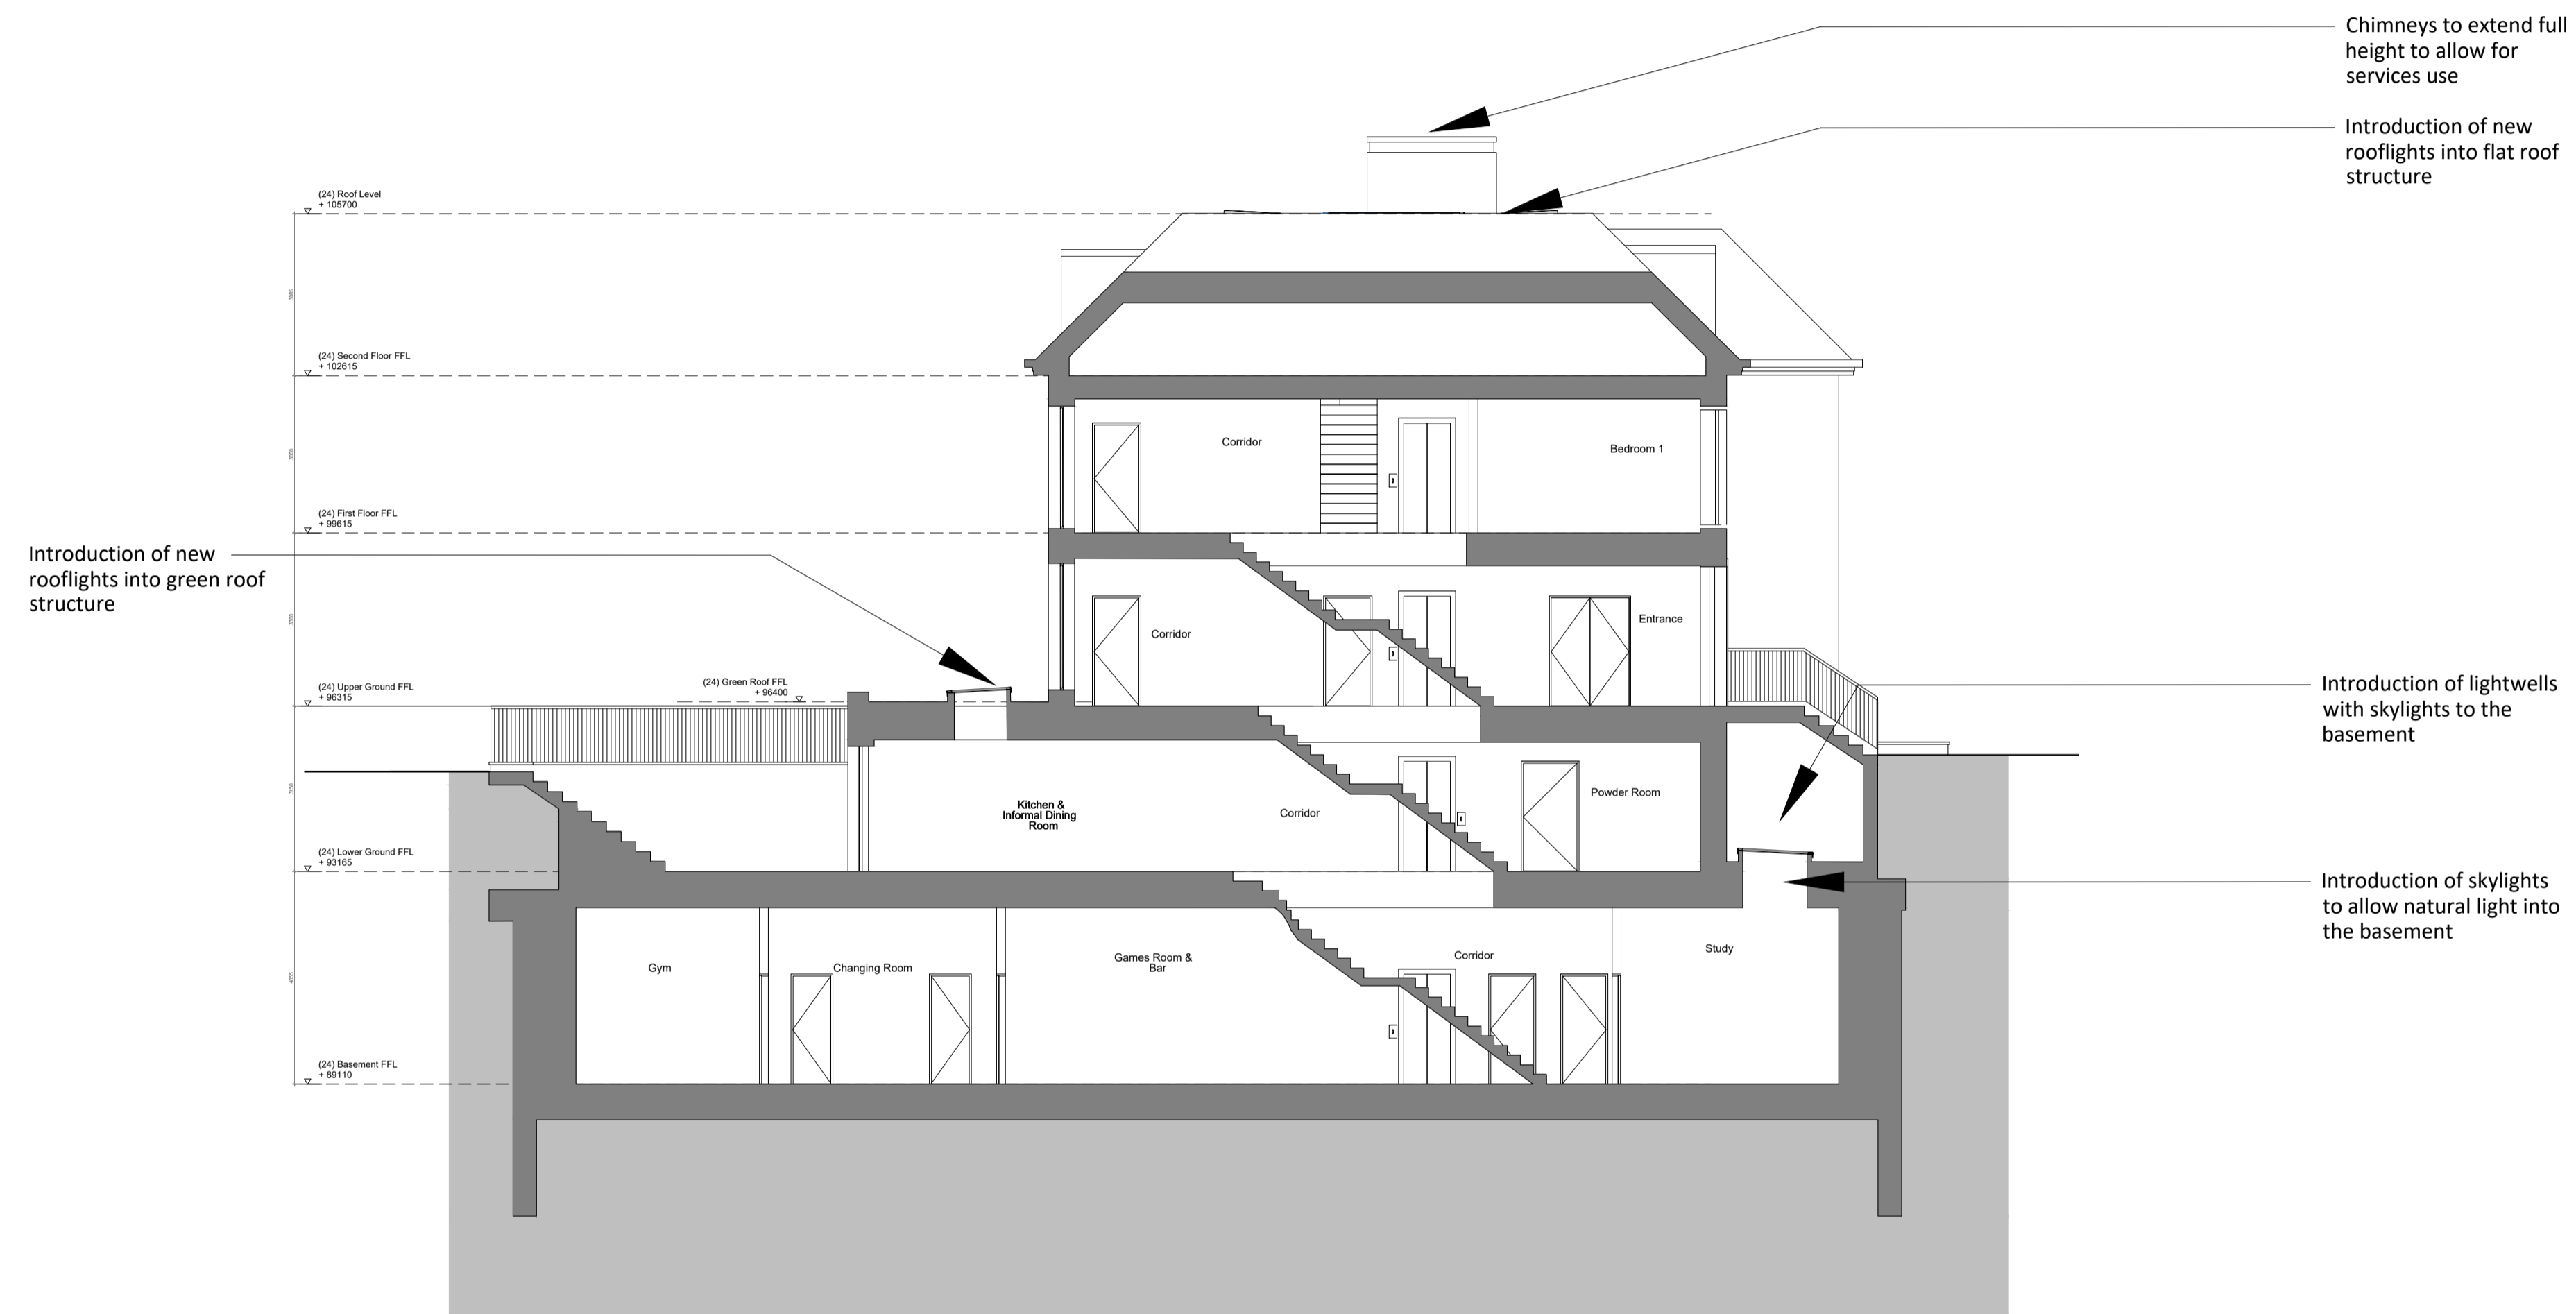 Chimneys to extend full
height to allow for
services use
Introduction of new
rooflights into flat roof
structure
(24) Roof Level
+ 105700
3085
(24) Second Floor FFL
+ 102615
Corridor
Bedroom 1
3000
(24) First Floor FFL
+ 99615
Introduction of new
rooflights into green roof
structure
3300
Corridor
Entrance
(24) Upper Ground FFL
+ 96315
(24) Green Roof FFL
+ 96400
Introduction of lightwells
with skylights to the
basement
3150
Kitchen &
Informal Dining
Room
Corridor
Powder Room
(24) Lower Ground FFL
+ 93165
Introduction of skylights
to allow natural light into
the basement
4055
Gym
Changing Room
Games Room &
Bar
Corridor
Study
(24) Basement FFL
+ 89110